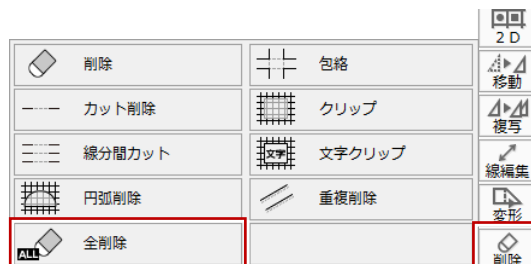 2D
削除
包絡
移動
カット削除
クリップ
複写
線分間カット
文字
文字クリップ
線編集
円弧削除
重複削除
変形
ALL
全削除
削除